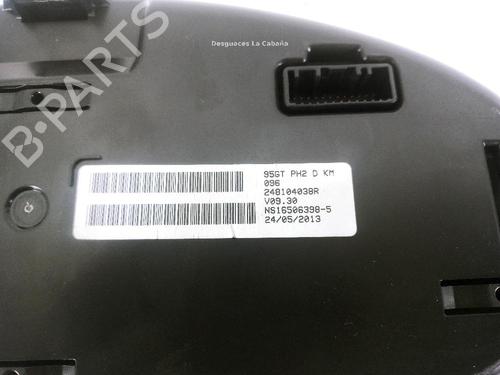 Desguaces La Cabaña
B-PARTS
95GT PH2 D KM
096
248104038R
V09.30
NS16506398-5
24/05/2013